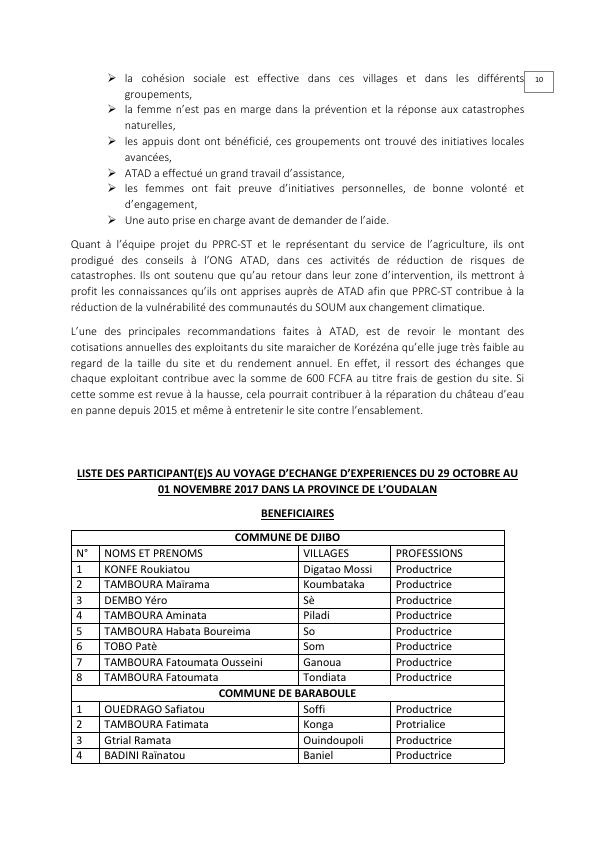 10
➢ la cohésion sociale est effective dans ces villages et dans les différents
groupements,
➢ la femme n’est pas en marge dans la prévention et la réponse aux catastrophes
naturelles,
➢ les appuis dont ont bénéficié, ces groupements ont trouvé des initiatives locales
avancées,
➢ ATAD a effectué un grand travail d’assistance,
➢ les femmes ont fait preuve d’initiatives personnelles, de bonne volonté et
d’engagement,
➢ Une auto prise en charge avant de demander de l’aide.
Quant à l’équipe projet du PPRC-ST et le représentant du service de l’agriculture, ils ont
prodigué des conseils à l’ONG ATAD, dans ces activités de réduction de risques de
catastrophes. Ils ont soutenu que qu’au retour dans leur zone d’intervention, ils mettront à
profit les connaissances qu’ils ont apprises auprès de ATAD afin que PPRC-ST contribue à la
réduction de la vulnérabilité des communautés du SOUM aux changement climatique.
L’une des principales recommandations faites à ATAD, est de revoir le montant des
cotisations annuelles des exploitants du site maraicher de Korézéna qu’elle juge très faible au
regard de la taille du site et du rendement annuel. En effet, il ressort des échanges que
chaque exploitant contribue avec la somme de 600 FCFA au titre frais de gestion du site. Si
cette somme est revue à la hausse, cela pourrait contribuer à la réparation du château d’eau
en panne depuis 2015 et même à entretenir le site contre l’ensablement.
LISTE DES PARTICIPANT(E)S AU VOYAGE D’ECHANGE D’EXPERIENCES DU 29 OCTOBRE AU
01 NOVEMBRE 2017 DANS LA PROVINCE DE L’OUDALAN
BENEFICIAIRES
COMMUNE DE DJIBO
N° NOMS ET PRENOMS VILLAGES PROFESSIONS
1 KONFE Roukiatou Digatao Mossi Productrice
2 TAMBOURA Maïrama Koumbataka Productrice
3 DEMBO Yéro Sè Productrice
4 TAMBOURA Aminata Piladi Productrice
5 TAMBOURA Habata Boureima So Productrice
6 TOBO Patè Som Productrice
7 TAMBOURA Fatoumata Ousseini Ganoua Productrice
8 TAMBOURA Fatoumata Tondiata Productrice
COMMUNE DE BARABOULE
1 OUEDRAGO Safiatou Soffi Productrice
2 TAMBOURA Fatimata Konga Protrialice
3 Gtrial Ramata Ouindoupoli Productrice
4 BADINI Raïnatou Baniel Productrice